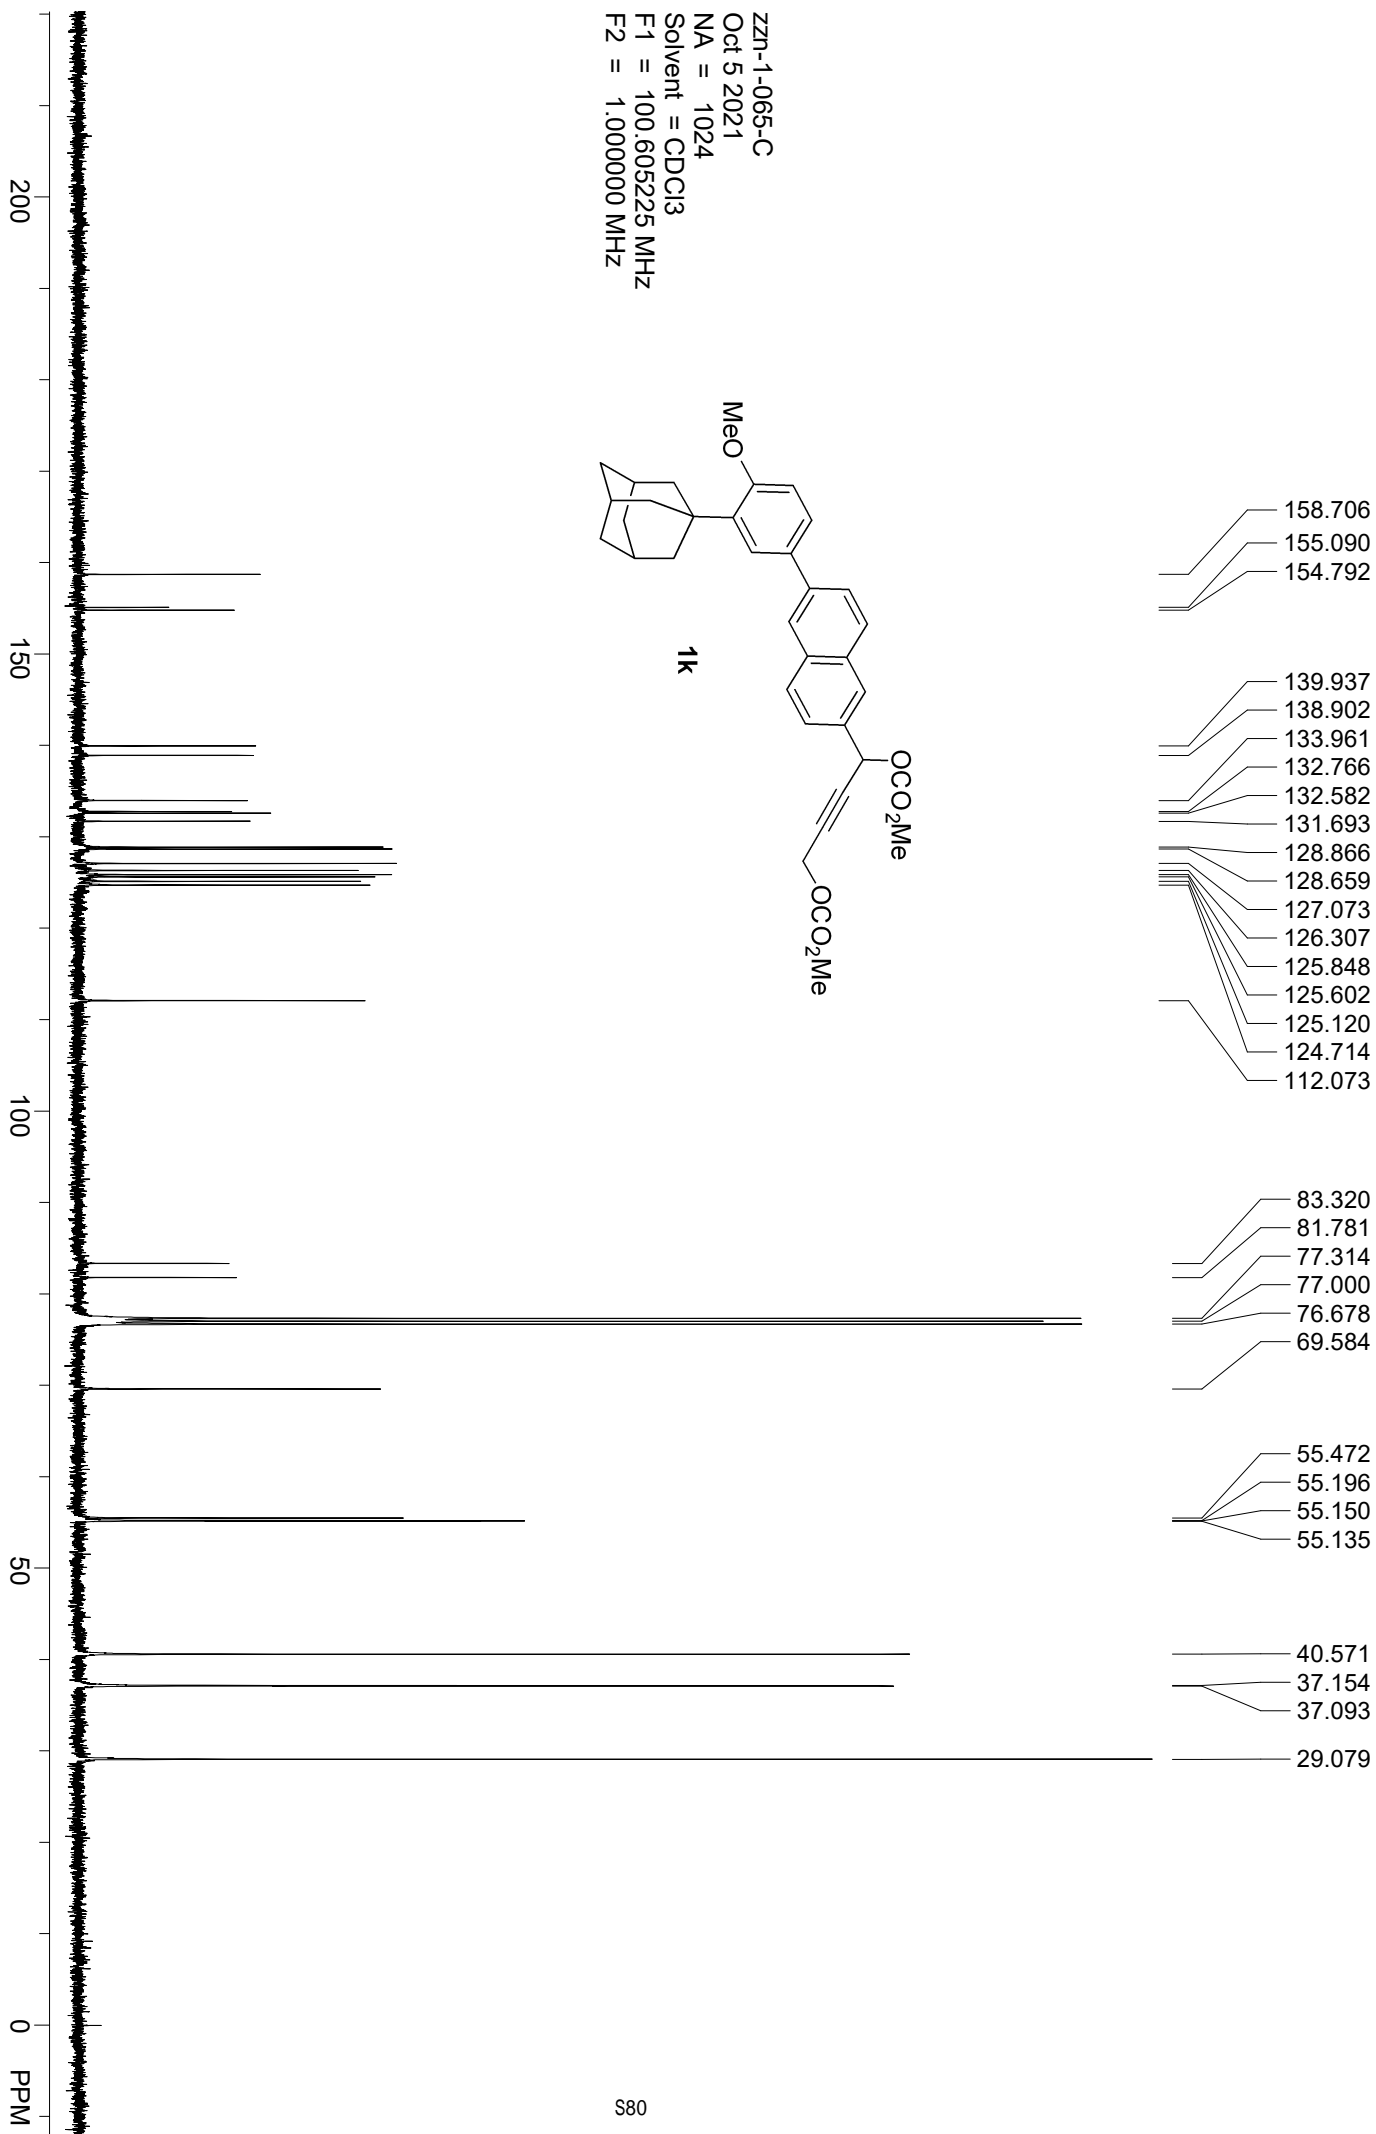 zzn-1-065-C
Oct 5 2021
NA = 1024
Solvent = CDCl3
F1 = 100.605225 MHz
F2 = 1.000000 MHz
MeO
1k
OCO2Me
OCO2Me
158.706
155.090
154.792
139.937
138.902
133.961
132.766
132.582
131.693
128.866
128.659
127.073
126.307
125.848
125.602
125.120
124.714
112.073
83.320
81.781
77.314
77.000
76.678
69.584
55.472
55.196
55.150
55.135
40.571
37.154
37.093
29.079
200 150 100 50 0 PPM
S80